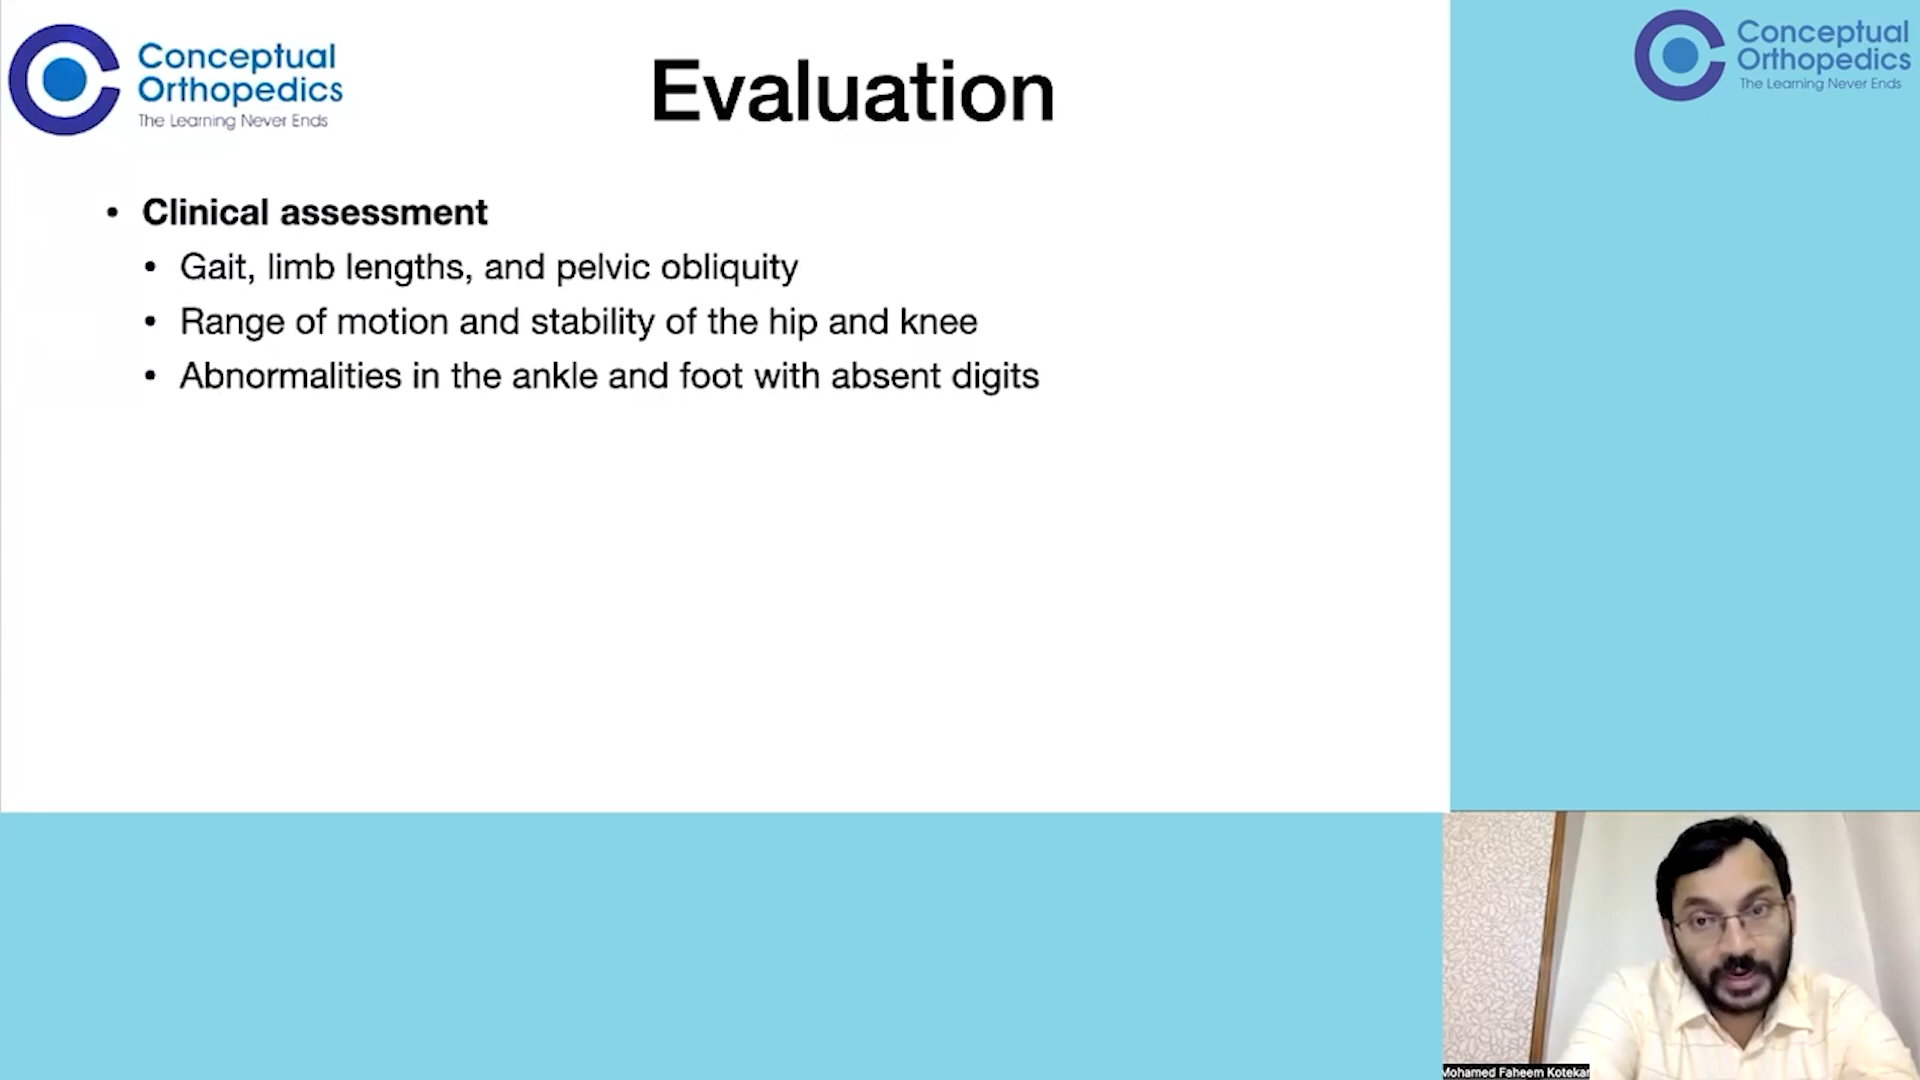 Conceptual
Orthopedics
The Learning Never Ends
Evaluation
Conceptual
Orthopedics
The Learning Never Ends
• Clinical assessment
• Gait, limb lengths, and pelvic obliquity
• Range of motion and stability of the hip and knee
• Abnormalities in the ankle and foot with absent digits
Mohamed Faheem Kotekar